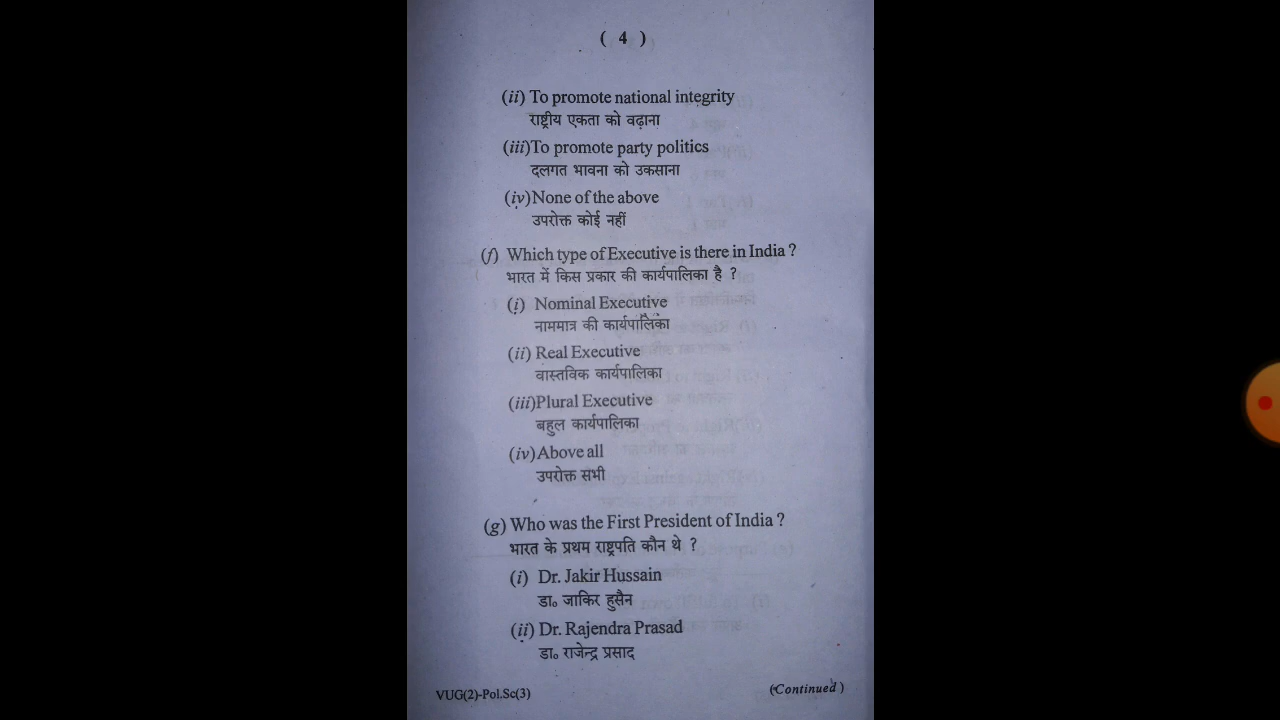 ( 4 )
(ii) To promote national integrity
राष्ट्रीय एकता को वढ़ाना
(iii)To promote party politics
दलगत भावना को उकसाना
(iv)None of the above
उपरोक्त कोई नहीं
(f) Which type of Executive is there in India ?
भारत में किस प्रकार की कार्यपालिका है ?
(i) Nominal Executive
नाममात्र की कार्यपालिका
(ii) Real Executive
वास्तविक कार्यपालिका
(iii)Plural Executive
बहुल कार्यपालिका
(iv)Above all
उपरोक्त सभी
(g) Who was the First President of India ?
भारत के प्रथम राष्ट्रपति कौन थे ?
(i) Dr. Jakir Hussain
डा० जाकिर हुसैन
(ii) Dr. Rajendra Prasad
डा० राजेन्द्र प्रसाद
VUG(2)-Pol.Sc(3) (Continued)